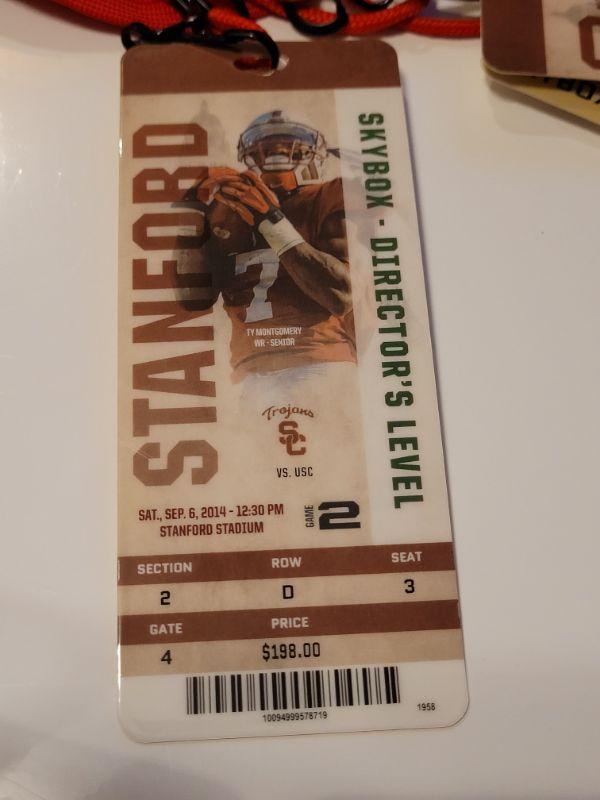 STANFORD
SKYBOX - DIRECTOR'S LEVEL
7
TY MONTGOMERY
WR - SENIOR
Trojans
SC
VS. USC
SAT., SEP. 6, 2014 - 12:30 PM
STANFORD STADIUM
GAME
2
SECTION ROW SEAT
2 D 3
GATE PRICE
4 $198.00
10094999578719
1958